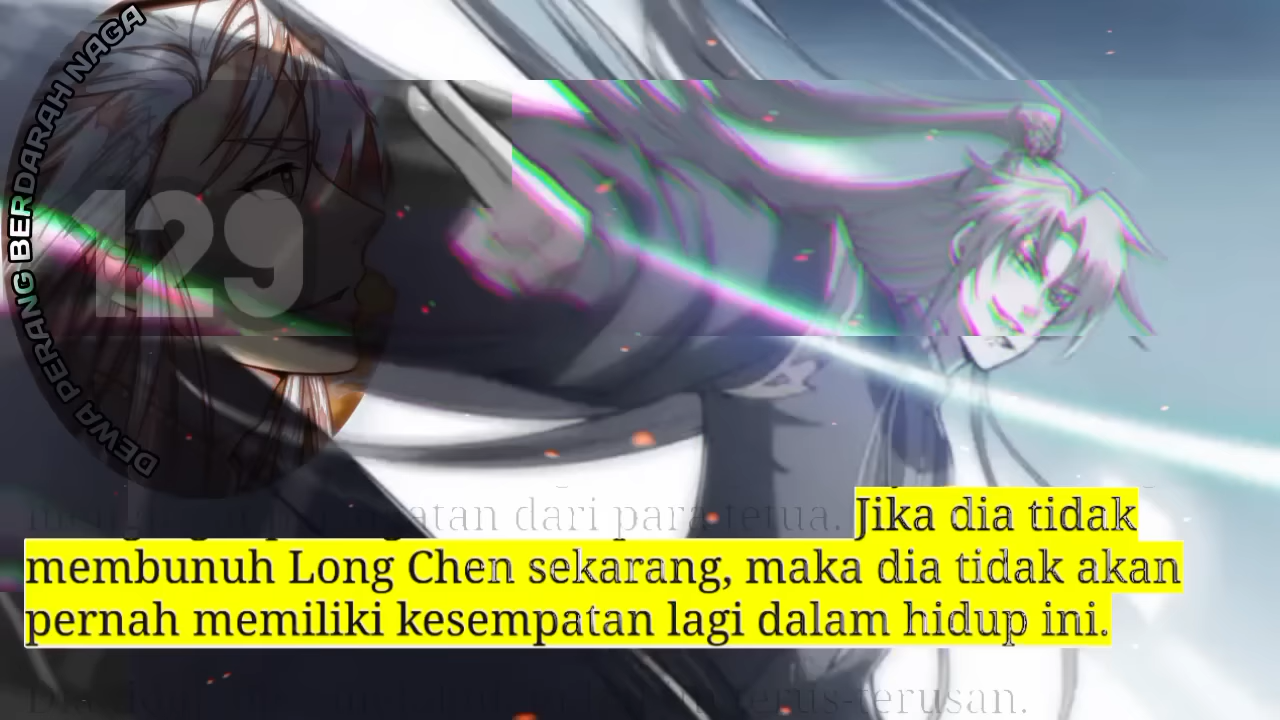 DEWA PERANG BERDARAH NAGA
129
dari para tetua. Jika dia tidak
membunuh Long Chen sekarang, maka dia tidak akan
pernah memiliki kesempatan lagi dalam hidup ini.
terus-terusan.